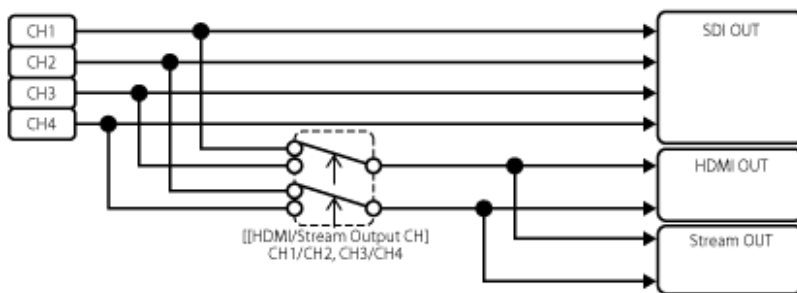 CH1
CH2
CH3
CH4
SDI OUT
HDMI OUT
Stream OUT
[[HDMI/Stream Output CH]
CH1/CH2, CH3/CH4